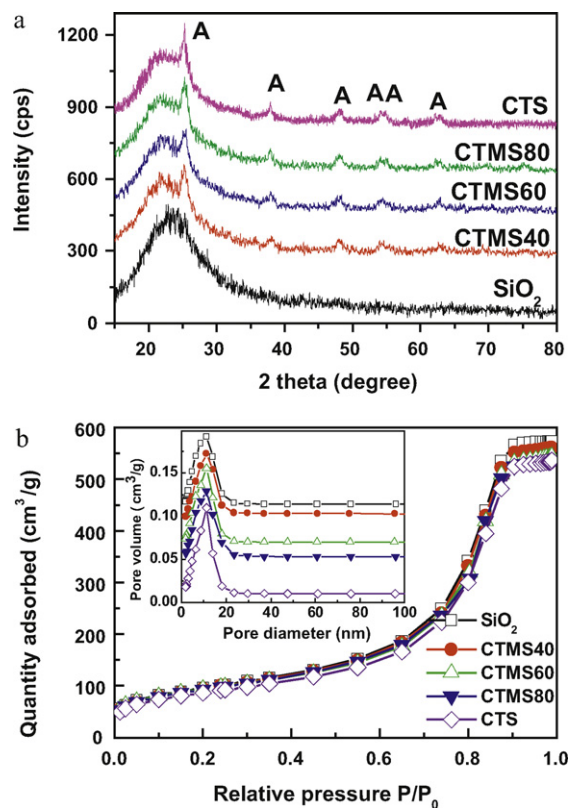 a
1200
900
600
300
0
Intensity (cps)
A
A
A
A A
A
CTS
CTMS80
CTMS60
CTMS40
SiO₂
20 30 40 50 60 70 80
2 theta (degree)
b
600
500
400
300
200
100
0
Quantity adsorbed (cm³/g)
0.15
0.10
0.05
0.00
Pore volume (cm³/g)
0 20 40 60 80 100
Pore diameter (nm)
SiO₂
CTMS40
CTMS60
CTMS80
CTS
0.0 0.2 0.4 0.6 0.8 1.0
Relative pressure P/P₀